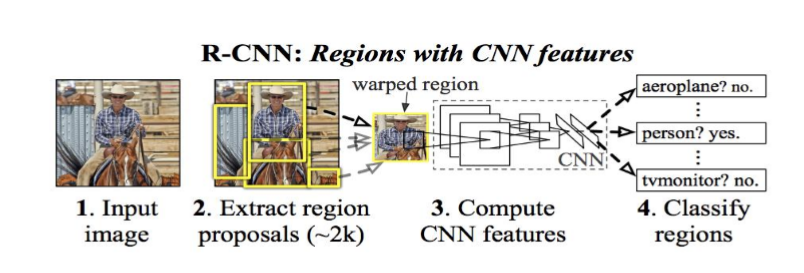 R-CNN: Regions with CNN features
warped region
aeroplane? no.
person? yes.
tvmonitor? no.
CNN
1. Input
image
2. Extract region
proposals (~2k)
3. Compute
CNN features
4. Classify
regions